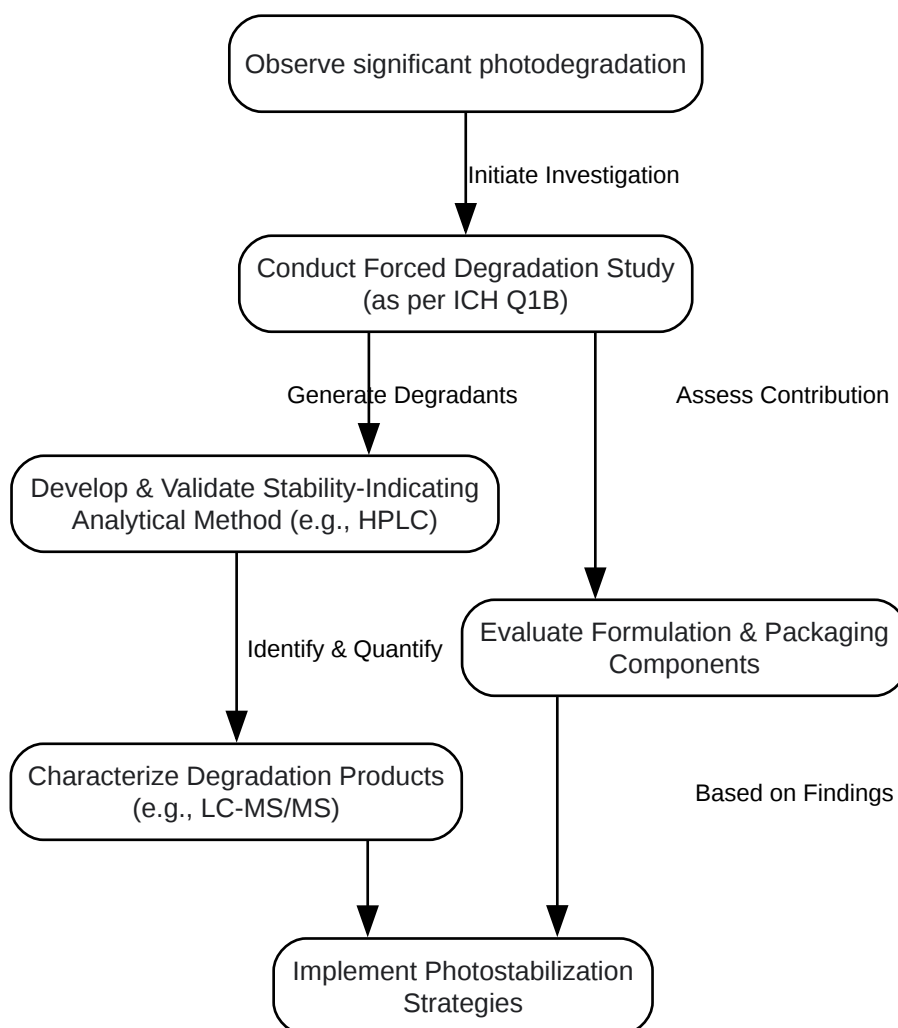 Observe significant photodegradation
Initiate Investigation
Conduct Forced Degradation Study
(as per ICH Q1B)
Generate Degradants
Assess Contribution
Develop & Validate Stability-Indicating
Analytical Method (e.g., HPLC)
Evaluate Formulation & Packaging
Components
Identify & Quantify
Characterize Degradation Products
(e.g., LC-MS/MS)
Based on Findings
Implement Photostabilization
Strategies